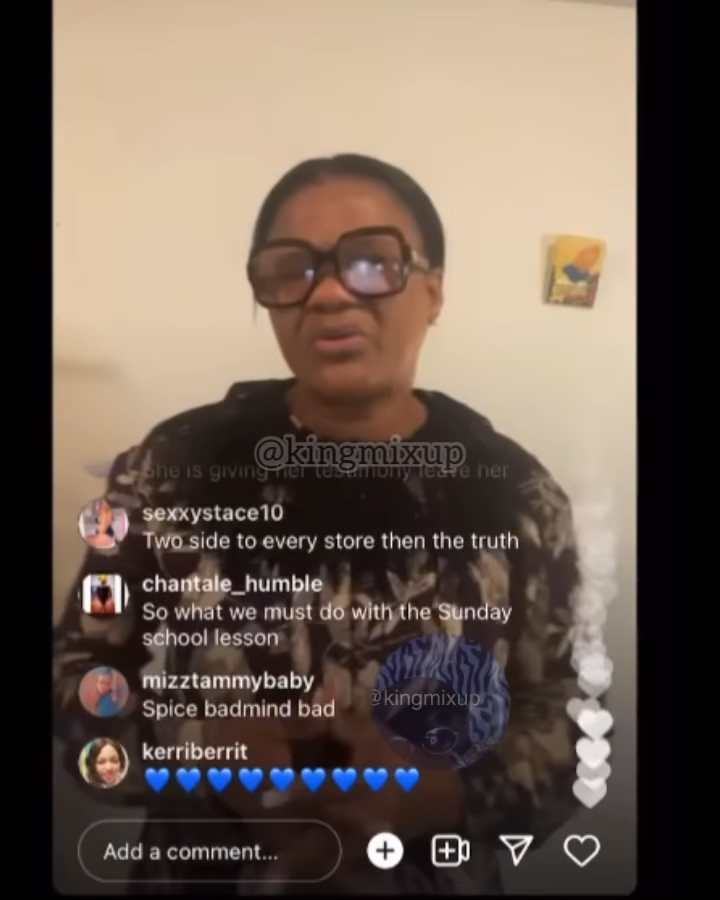 @kingmixup
She is giving her testimony leave her
sexxystace10
Two side to every store then the truth
chantale_humble
So what we must do with the Sunday
school lesson
mizztammybaby
@kingmixup
Spice badmind bad
kerriberrit
💙💙💙💙💙💙💙💙💙
Add a comment...